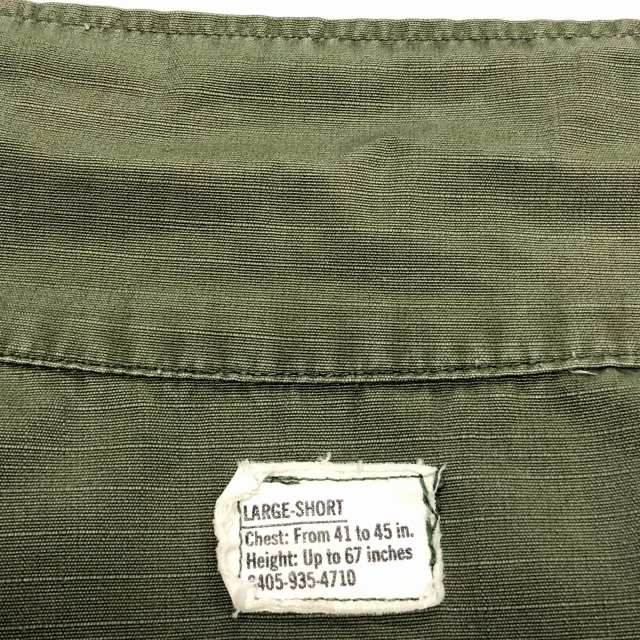 LARGE-SHORT
Chest: From 41 to 45 in.
Height: Up to 67 inches
8405-935-4710